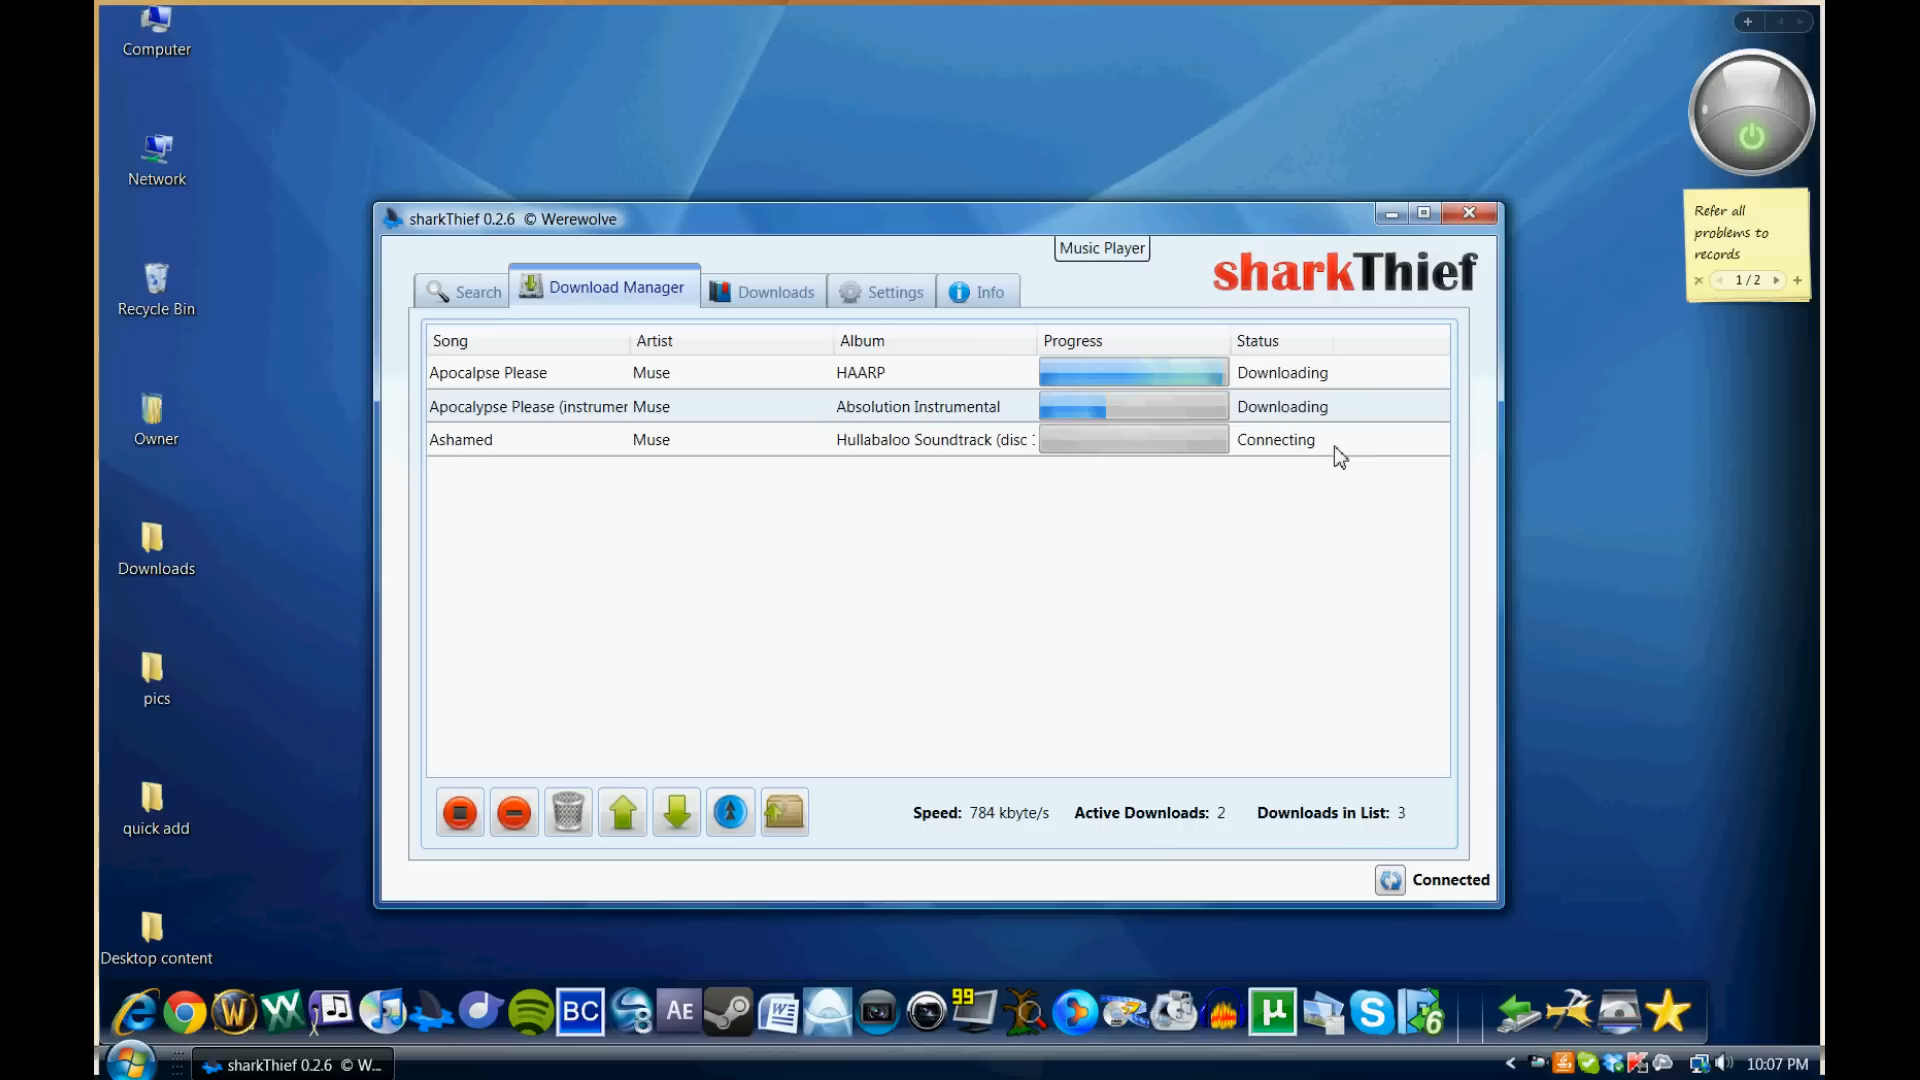 Computer
Network
Recycle Bin
Owner
Downloads
pics
quick add
Desktop content
Refer all
problems to
records
1 / 2
sharkThief 0.2.6 © Werewolve
Music Player
sharkThief
Search
Download Manager
Downloads
Settings
Info
Song Artist Album Progress Status
Apocalpse Please Muse HAARP Downloading
Apocalypse Please (instrumer Muse Absolution Instrumental Downloading
Ashamed Muse Hullabaloo Soundtrack (disc Connecting
Speed: 784 kbyte/s Active Downloads: 2 Downloads in List: 3
Connected
W
BC
8
AE
99
µ
S
6
sharkThief 0.2.6 © W...
10:07 PM